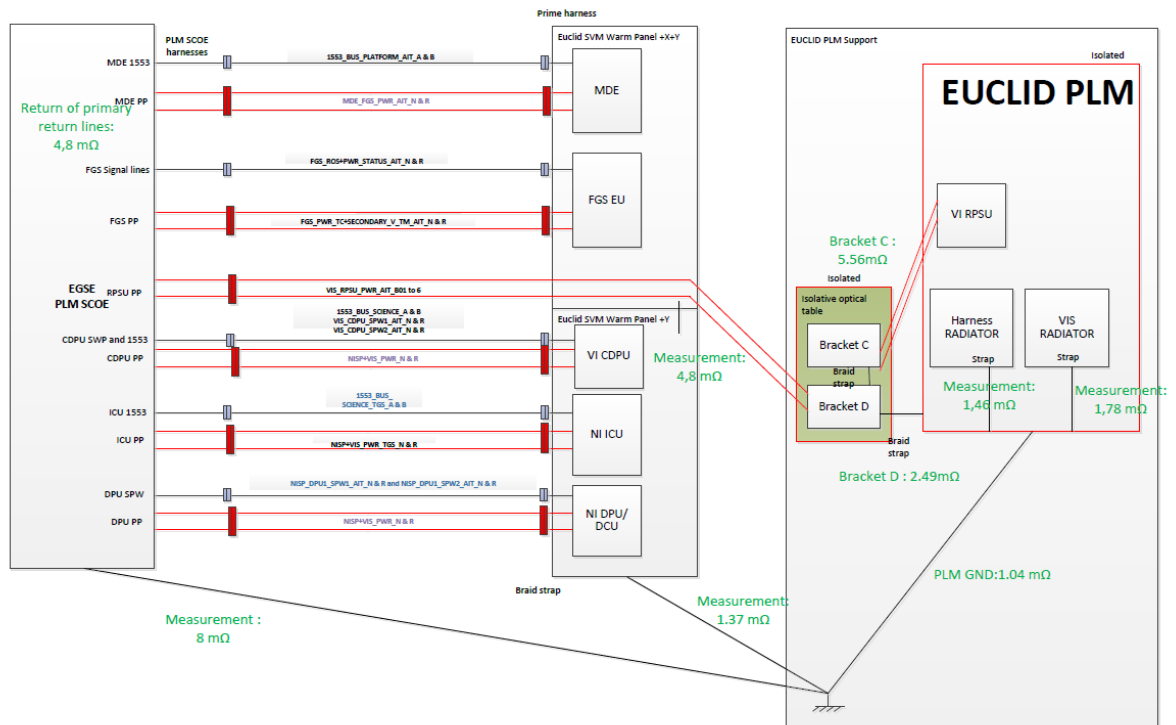 Prime harness
PLM SCOE
harnesses
Euclid SVM Warm Panel +X+Y
EUCLID PLM Support
Isolated
MDE 1553
1553_BUS_PLATFORM_AIT_A & B
MDE
EUCLID PLM
MDE PP
MDE_FGS_PWR_AIT_N & R
Return of primary
return lines:
4,8 mΩ
FGS Signal lines
FGS_ROS+PWR_STATUS_AIT_N & R
FGS EU
FGS PP
FGS_PWR_TC+SECONDARY_V_TM_AIT_N & R
VI RPSU
Bracket C :
5.56mΩ
EGSE
PLM SCOE
RPSU PP
VIS_RPSU_PWR_AIT_B01 to 6
Isolated
Isolative optical
table
1553_BUS_SCIENCE_A & B
VIS_CDPU_SPW1_AIT_N & R
VIS_CDPU_SPW2_AIT_N & R
Euclid SVM Warm Panel +Y
CDPU SWP and 1553
CDPU PP
NISP+VIS_PWR_N & R
VI CDPU
Measurement:
4,8 mΩ
Bracket C
Braid
strap
Bracket D
Harness
RADIATOR
Strap
VIS
RADIATOR
Strap
Measurement:
1,46 mΩ
Measurement:
1,78 mΩ
ICU 1553
1553_BUS_
SCIENCE_TGS_A & B
ICU PP
NISP+VIS_PWR_TGS_N & R
NI ICU
Braid
strap
Bracket D : 2.49mΩ
DPU SPW
NISP_DPU1_SPW1_AIT_N & R and NISP_DPU1_SPW2_AIT_N & R
DPU PP
NISP+VIS_PWR_N & R
NI DPU/
DCU
Braid strap
PLM GND:1.04 mΩ
Measurement :
8 mΩ
Measurement:
1.37 mΩ